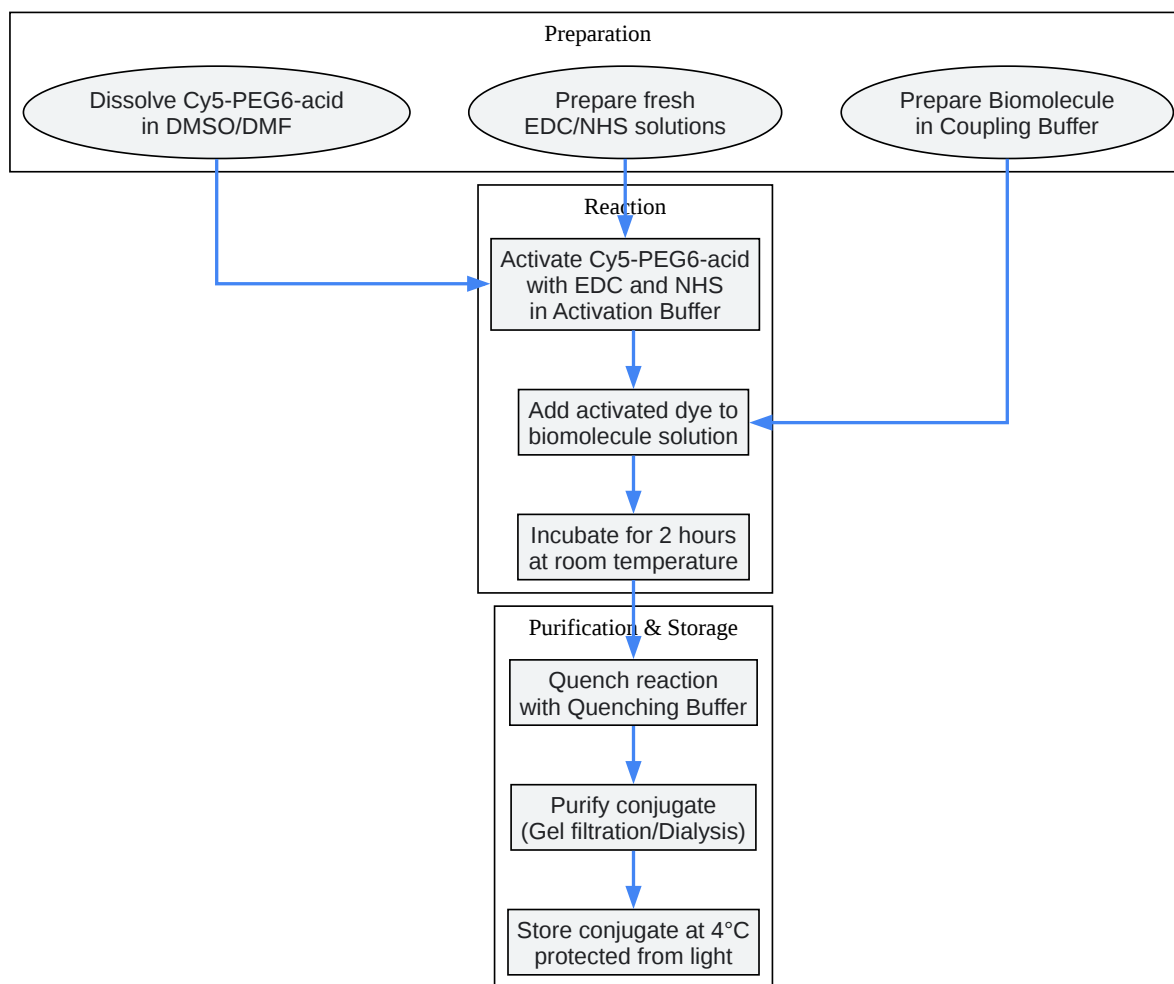 Preparation
Dissolve Cy5-PEG6-acid
in DMSO/DMF
Prepare fresh
EDC/NHS solutions
Prepare Biomolecule
in Coupling Buffer
Reaction
Activate Cy5-PEG6-acid
with EDC and NHS
in Activation Buffer
Add activated dye to
biomolecule solution
Incubate for 2 hours
at room temperature
Purification & Storage
Quench reaction
with Quenching Buffer
Purify conjugate
(Gel filtration/Dialysis)
Store conjugate at 4°C
protected from light